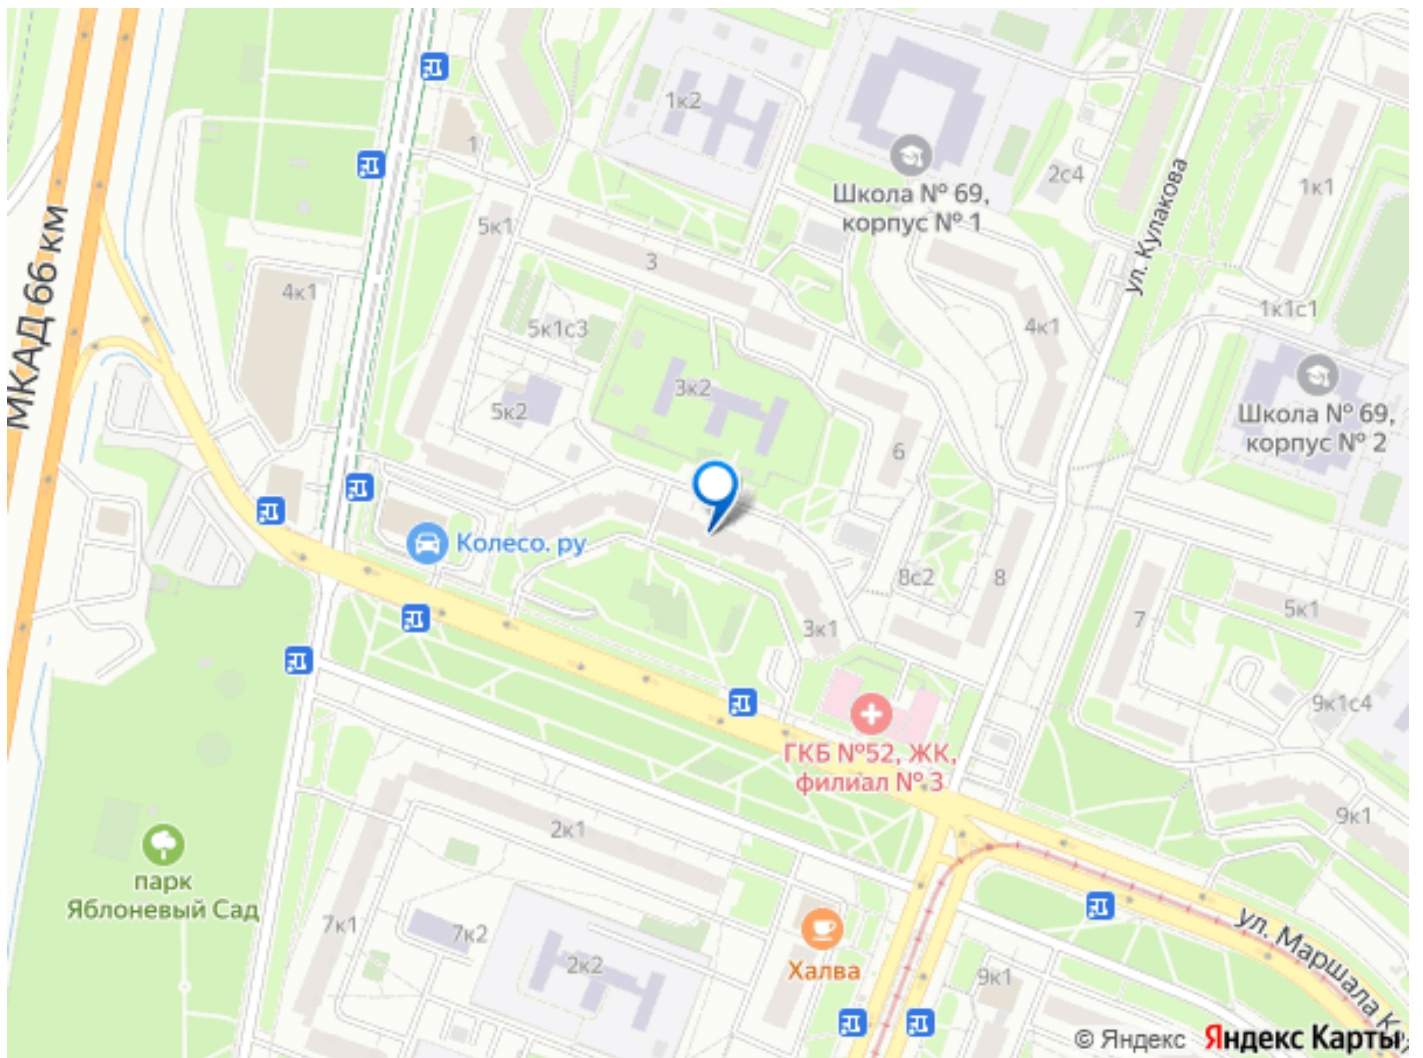 1к2
1
Школа № 69,
корпус № 1
2с4
1к1
ул. Кулакова
5к1
3
МКАД 66 км
4к1
5к1с3
4к1
1к1с1
3к2
5к2
Школа № 69,
корпус № 2
6
Колесо. ру
8с2
8
3к1
7
5к1
9к1с4
ГКБ №52, ЖК,
филиал № 3
2к1
9к1
парк
Яблоневый Сад
7к1
7к2
2к2
Халва
9к1
ул. Маршала К
© Яндекс Яндекс Карты